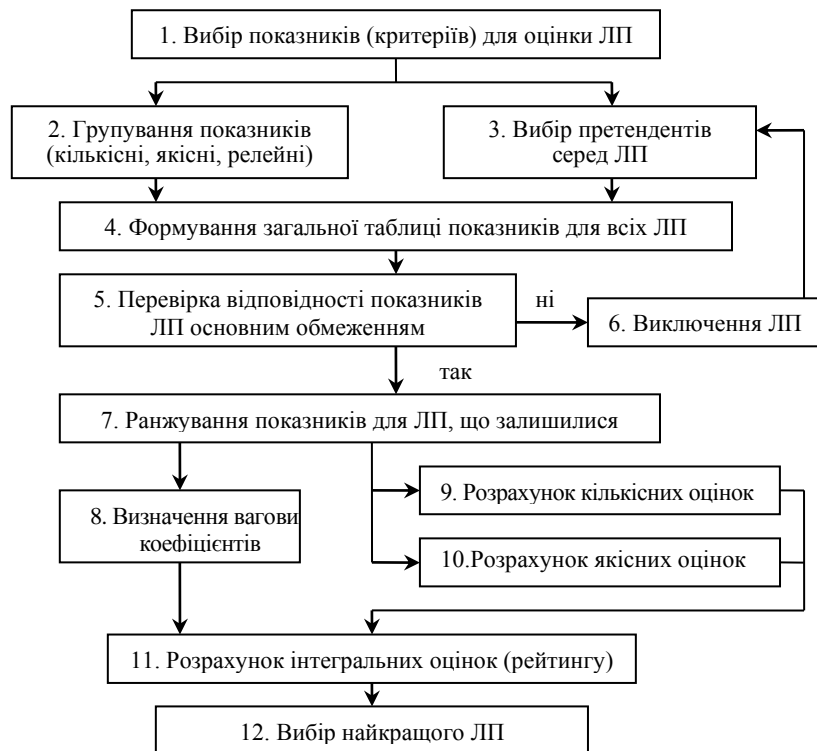 1. Вибір показників (критеріїв) для оцінки ЛП
2. Групування показників
(кількісні, якісні, релейні)
3. Вибір претендентів
серед ЛП
4. Формування загальної таблиці показників для всіх ЛП
5. Перевірка відповідності показників
ЛП основним обмеженням
ні
6. Виключення ЛП
так
7. Ранжування показників для ЛП, що залишилися
8. Визначення вагови
коефіцієнтів
9. Розрахунок кількісних оцінок
10.Розрахунок якісних оцінок
11. Розрахунок інтегральних оцінок (рейтингу)
12. Вибір найкращого ЛП